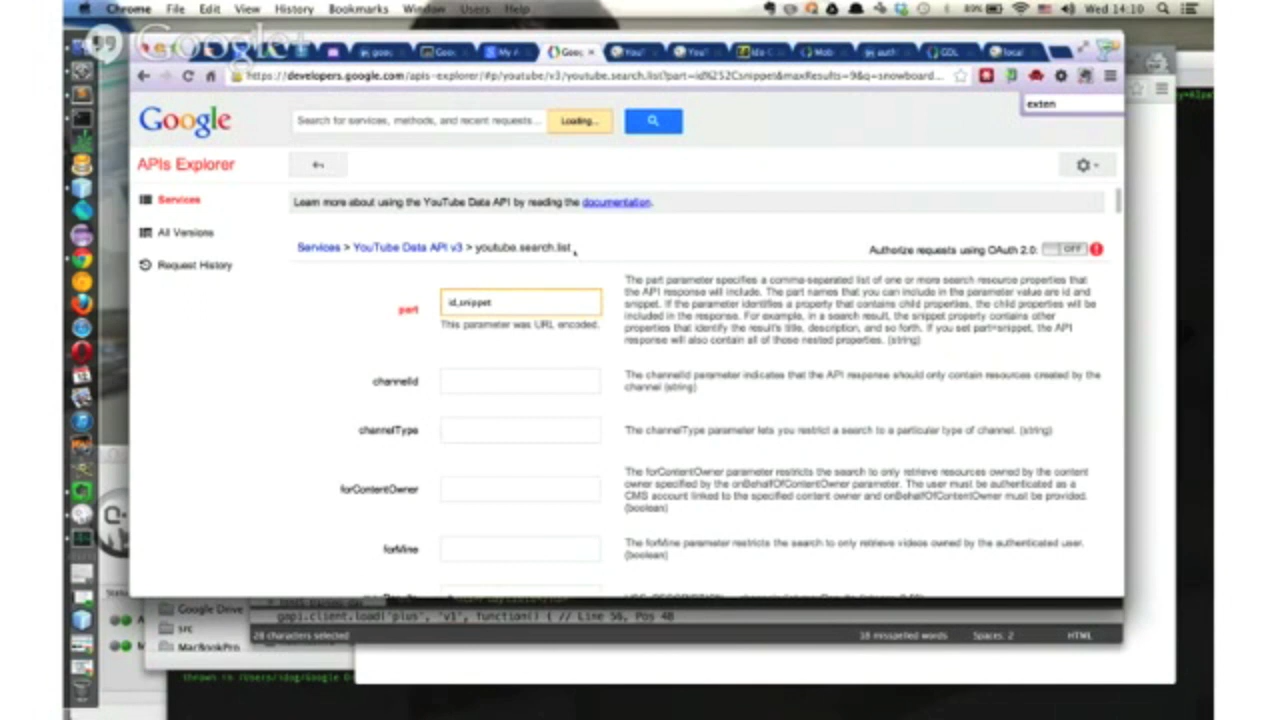 Chrome File Edit View History Bookmarks Window Users Help
Wed 14:10
Google+
https://developers.google.com/apis-explorer/#p/youtube/v3/youtube.search.list?part=id%252Csnippet&maxResults=9&q=snowboard...
exten
Google
Search for services, methods, and recent requests...
Loading...
APIs Explorer
Services
All Versions
Request History
Learn more about using the YouTube Data API by reading the documentation.
Services > YouTube Data API v3 > youtube.search.list
Authorize requests using OAuth 2.0: OFF
part
id,snippet
This parameter was URL encoded.
The part parameter specifies a comma-separated list of one or more search resource properties that
the API response will include. The part names that you can include in the parameter value are id and
snippet. If the parameter identifies a property that contains child properties, the child properties will be
included in the response. For example, in a search result, the snippet property contains other
properties that identify the result's title, description, and so forth. If you set part=snippet, the API
response will also contain all of those nested properties. (string)
channelId
The channelId parameter indicates that the API response should only contain resources created by the
channel (string)
channelType
The channelType parameter lets you restrict a search to a particular type of channel. (string)
forContentOwner
The forContentOwner parameter restricts the search to only retrieve resources owned by the content
owner specified by the onBehalfOfContentOwner parameter. The user must be authenticated as a
CMS account linked to the specified content owner and onBehalfOfContentOwner must be provided.
(boolean)
forMine
The forMine parameter restricts the search to only retrieve videos owned by the authenticated user.
(boolean)
Google Drive
src
MacBookPro
gapi.client.load('plus', 'v1', function() { // Line 56, Pos 48
28 characters selected
18 misspelled words
Spaces: 2
HTML